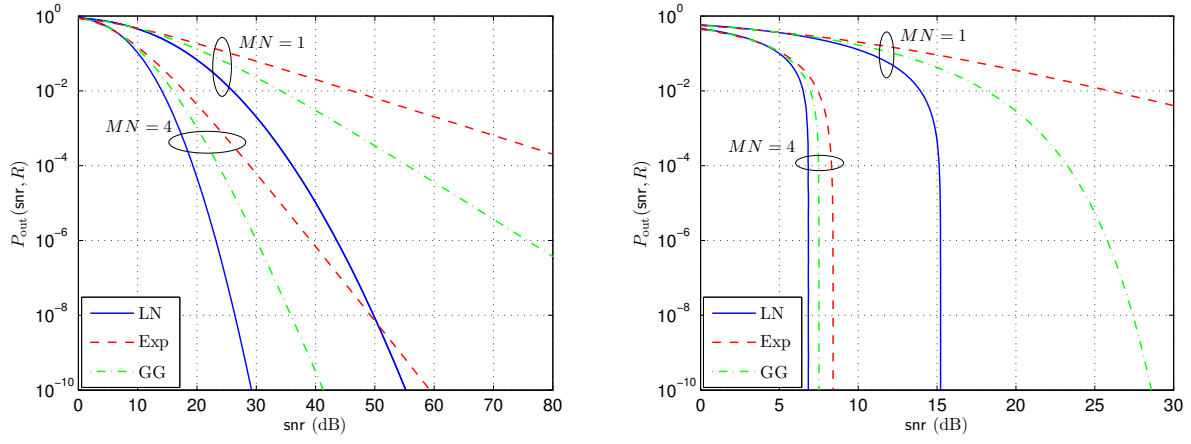 10^0
10^−2
10^−4
10^−6
10^−8
10^−10
P_out(snr, R)
MN = 1
MN = 4
LN
Exp
GG
0 10 20 30 40 50 60 70 80
snr (dB)
10^0
10^−2
10^−4
10^−6
10^−8
10^−10
P_out(snr, R)
MN = 1
MN = 4
LN
Exp
GG
0 5 10 15 20 25 30
snr (dB)